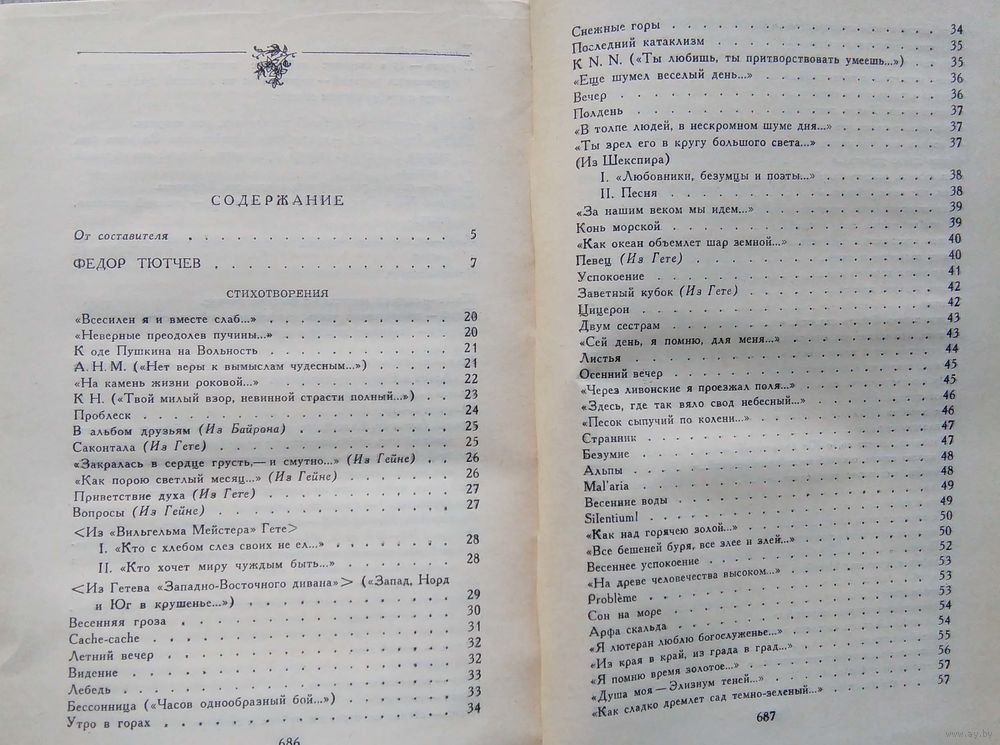 СОДЕРЖАНИЕ
От составителя . . . . . . . . . . . . . 5
ФЕДОР ТЮТЧЕВ . . . . . . . . . . . . 7
СТИХОТВОРЕНИЯ
«Всесилен я и вместе слаб...» . . . . . . . . 20
«Неверные преодолев пучины...» . . . . . . . 20
К оде Пушкина на Вольность . . . . . . . . 21
А. Н. М. («Нет веры к вымыслам чудесным...») . . . . 21
«На камень жизни роковой...» . . . . . . . . 22
К Н. («Твой милый взор, невинной страсти полный...») . . 23
Проблеск . . . . . . . . . . . . . . 24
В альбом друзьям (Из Байрона) . . . . . . . 25
Саконтала (Из Гете) . . . . . . . . . . 25
«Закралась в сердце грусть,— и смутно...» (Из Гейне) . . 26
«Как порою светлый месяц...» (Из Гейне) . . . . . 26
Приветствие духа (Из Гете) . . . . . . . . 27
Вопросы (Из Гейне) . . . . . . . . . . 27
<Из «Вильгельма Мейстера» Гете>
I. «Кто с хлебом слез своих не ел...» . . . . . . 28
II. «Кто хочет миру чуждым быть...» . . . . . . 28
<Из Гетева «Западно-Восточного дивана»> («Запад, Норд
и Юг в крушенье...») . . . . . . . . . . 29
Весенняя гроза . . . . . . . . . . . . 30
Cache-cache . . . . . . . . . . . . . 31
Летний вечер . . . . . . . . . . . . . 32
Видение . . . . . . . . . . . . . . 32
Лебедь . . . . . . . . . . . . . . . 33
Бессонница («Часов однообразный бой...») . . . . . 33
Утро в горах . . . . . . . . . . . . . 34
686
Снежные горы . . . . . . . . . . . . . 34
Последний катаклизм . . . . . . . . . . 35
К N. N. («Ты любишь, ты притворствовать умеешь...») . . 35
«Еще шумел веселый день...» . . . . . . . . 36
Вечер . . . . . . . . . . . . . . . 36
Полдень . . . . . . . . . . . . . . 37
«В толпе людей, в нескромном шуме дня...» . . . . . 37
«Ты зрел его в кругу большого света...» . . . . . . 37
(Из Шекспира)
I. «Любовники, безумцы и поэты...» . . . . . . 38
II. Песня . . . . . . . . . . . . . 38
«За нашим веком мы идем...» . . . . . . . . 39
Конь морской . . . . . . . . . . . . . 39
«Как океан объемлет шар земной...» . . . . . . . 40
Певец (Из Гете) . . . . . . . . . . . . 40
Успокоение . . . . . . . . . . . . . 41
Заветный кубок (Из Гете) . . . . . . . . . 42
Цицерон . . . . . . . . . . . . . . 42
Двум сестрам . . . . . . . . . . . . . 43
«Сей день, я помню, для меня...» . . . . . . . 43
Листья . . . . . . . . . . . . . . . 44
Осенний вечер . . . . . . . . . . . . 45
«Через ливонские я проезжал поля...» . . . . . . 45
«Здесь, где так вяло свод небесный...» . . . . . . 46
«Песок сыпучий по колени...» . . . . . . . . 46
Странник . . . . . . . . . . . . . . 47
Безумие . . . . . . . . . . . . . . 47
Альпы . . . . . . . . . . . . . . . 48
Mal'aria . . . . . . . . . . . . . . 48
Весенние воды . . . . . . . . . . . . 49
Silentium! . . . . . . . . . . . . . . 49
«Как над горячею золой...» . . . . . . . . . 50
«Все бешеней буря, все злее и злей...» . . . . . . 50
Весеннее успокоение . . . . . . . . . . 52
«На древе человечества высоком...» . . . . . . . 53
Problème . . . . . . . . . . . . . . 53
Сон на море . . . . . . . . . . . . . 53
Арфа скальда . . . . . . . . . . . . . 54
«Я лютеран люблю богослуженье...» . . . . . . . 54
«Из края в край, из града в град...» . . . . . . . 55
«Я помню время золотое...» . . . . . . . . . 56
«Душа моя — Элизиум теней...» . . . . . . . . 57
«Как сладко дремлет сад темно-зеленый...» . . . . . 57
687
www.ay.by